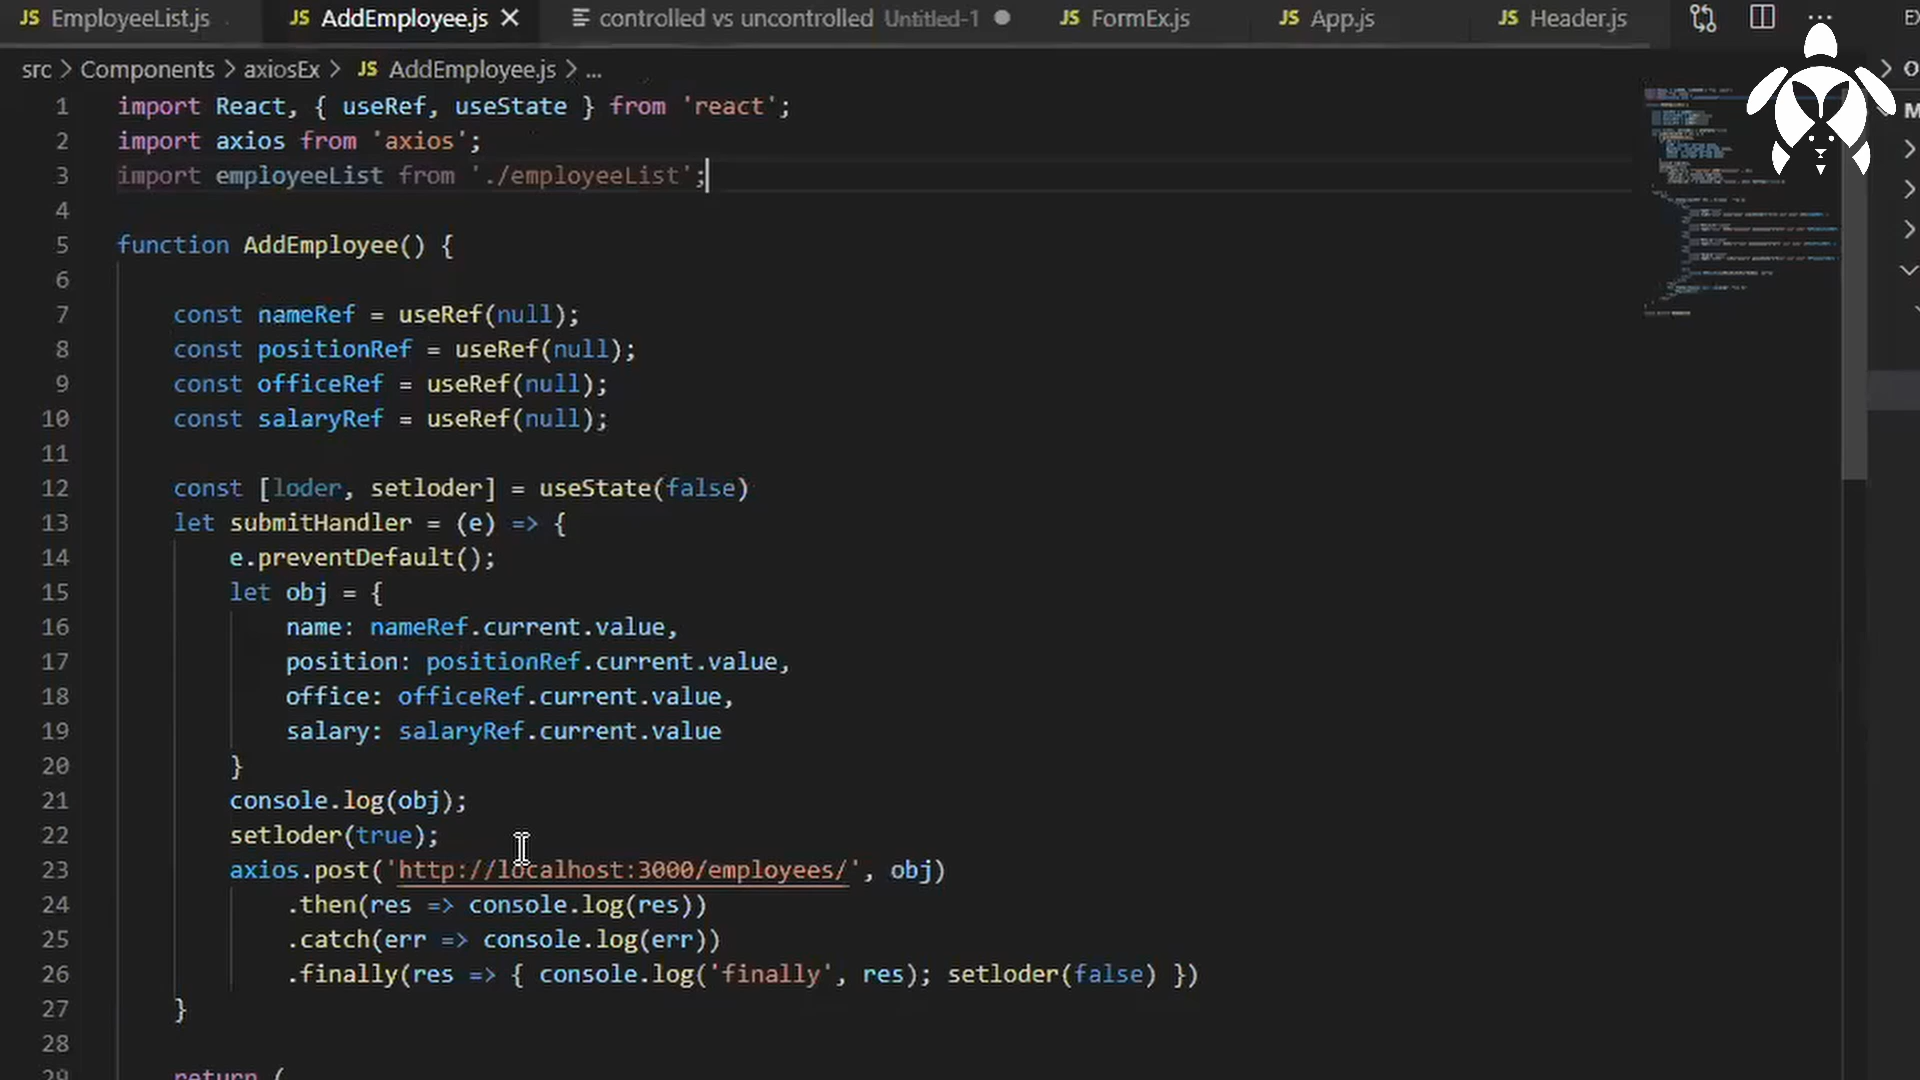 EmployeeList.js AddEmployee.js controlled vs uncontrolled Untitled-1 FormEx.js App.js Header.js
src > Components > axiosEx > JS AddEmployee.js > ...
1 import React, { useRef, useState } from 'react';
2 import axios from 'axios';
3 import employeeList from './employeeList';
4
5 function AddEmployee() {
6
7 const nameRef = useRef(null);
8 const positionRef = useRef(null);
9 const officeRef = useRef(null);
10 const salaryRef = useRef(null);
11
12 const [loder, setloder] = useState(false)
13 let submitHandler = (e) => {
14 e.preventDefault();
15 let obj = {
16 name: nameRef.current.value,
17 position: positionRef.current.value,
18 office: officeRef.current.value,
19 salary: salaryRef.current.value
20 }
21 console.log(obj);
22 setloder(true);
23 axios.post('http://localhost:3000/employees/', obj)
24 .then(res => console.log(res))
25 .catch(err => console.log(err))
26 .finally(res => { console.log('finally', res); setloder(false) })
27 }
28
29 return (